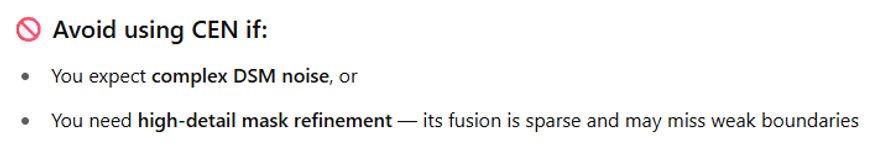 🚫 Avoid using CEN if:
• You expect complex DSM noise, or
• You need high-detail mask refinement — its fusion is sparse and may miss weak boundaries